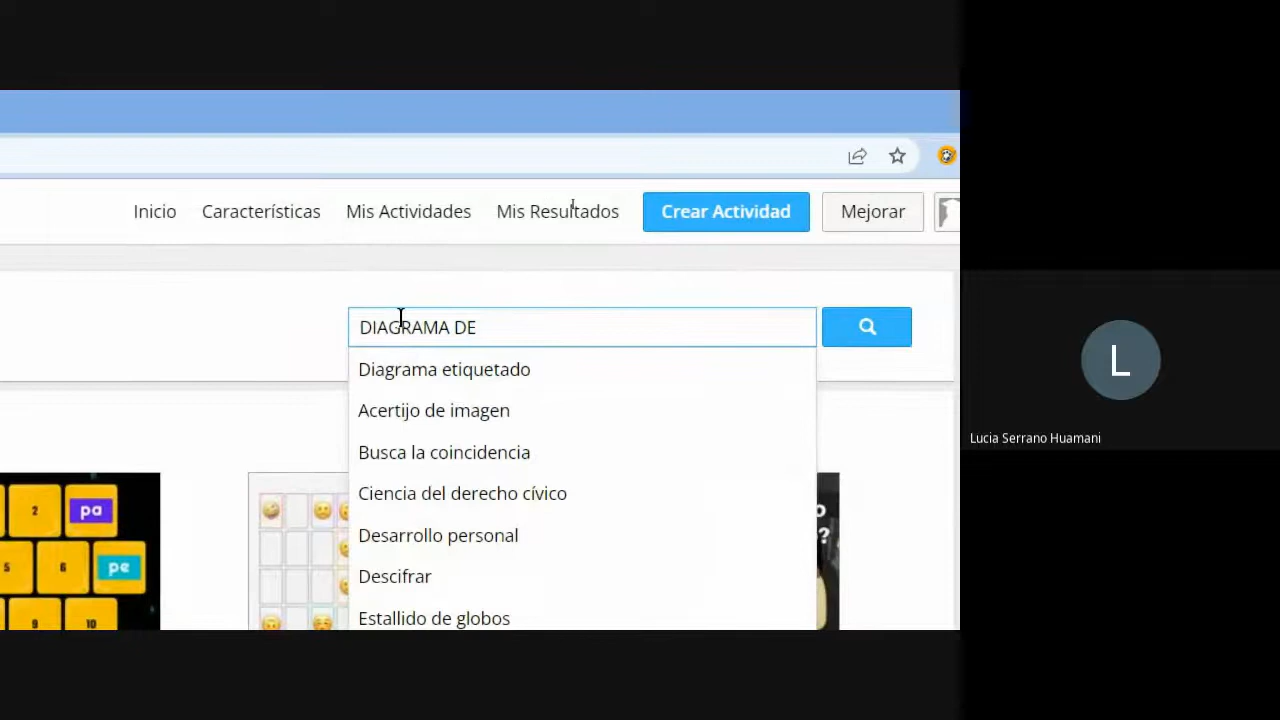 Inicio Características Mis Actividades Mis Resultados Crear Actividad Mejorar
DIAGRAMA DE
Diagrama etiquetado
Acertijo de imagen
Busca la coincidencia
Ciencia del derecho cívico
Desarrollo personal
Descifrar
Estallido de globos
2 pa
5 6 pe
9 10
o
?
L
Lucia Serrano Huamani